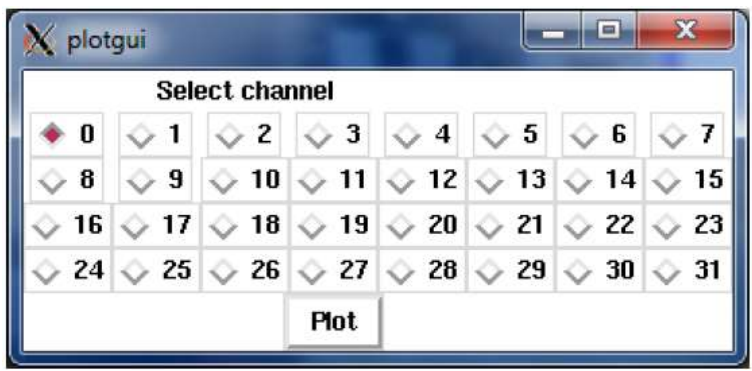 plotgui
Select channel
0 1 2 3 4 5 6 7
8 9 10 11 12 13 14 15
16 17 18 19 20 21 22 23
24 25 26 27 28 29 30 31
Plot